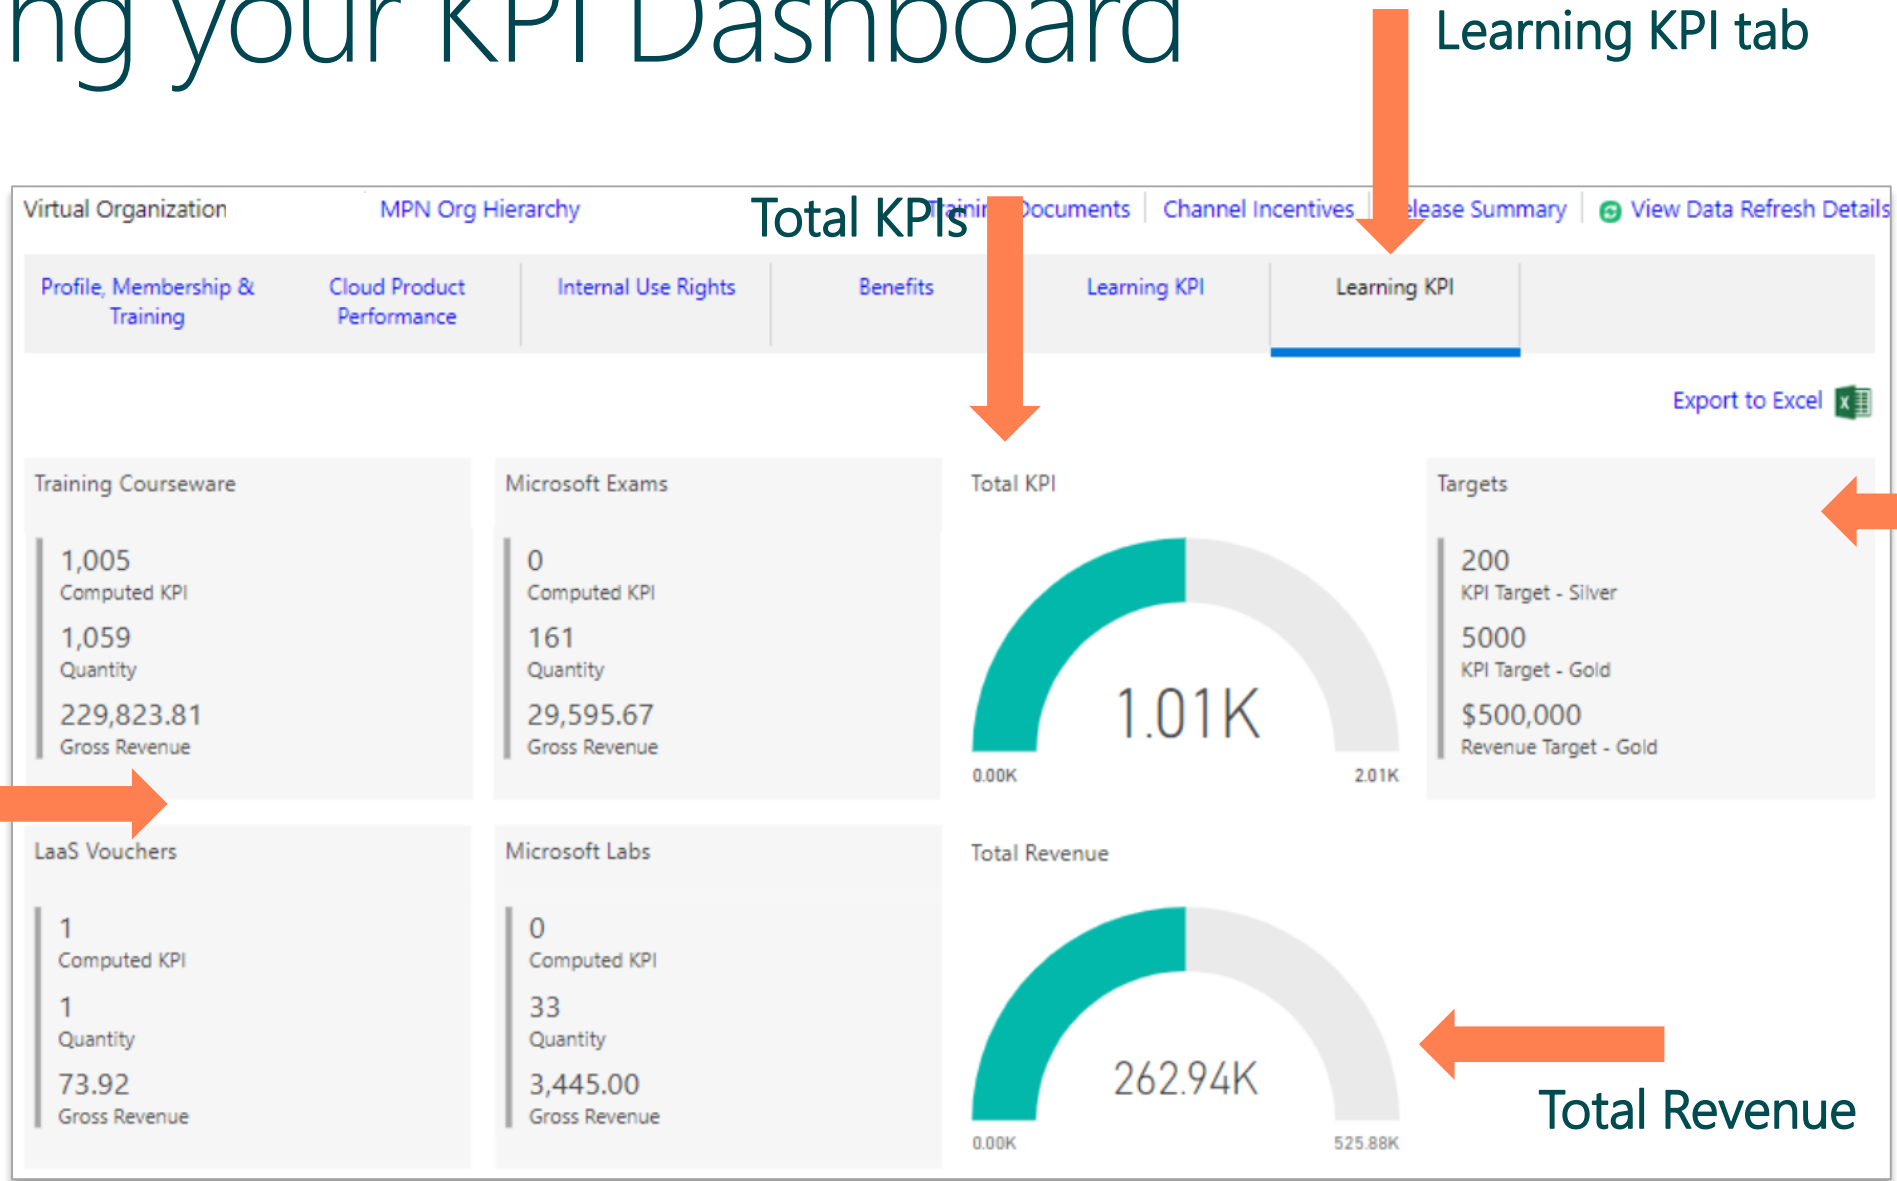 ng your KPI Dashboard
Learning KPI tab
Virtual Organization
MPN Org Hierarchy
Total KPIs
Documents
Channel Incentives
Summary
View Data Refresh Details
Profile, Membership &
Training
Cloud Product
Performance
Internal Use Rights
Benefits
Learning KPI
Learning KPI
Export to Excel
Training Courseware
1,005
Computed KPI
1,059
Quantity
229,823.81
Gross Revenue
Microsoft Exams
0
Computed KPI
161
Quantity
29,595.67
Gross Revenue
Total KPI
1.01K
0.00K
2.01K
Targets
200
KPI Target - Silver
5000
KPI Target - Gold
$500,000
Revenue Target - Gold
LaaS Vouchers
1
Computed KPI
1
Quantity
73.92
Gross Revenue
Microsoft Labs
0
Computed KPI
33
Quantity
3,445.00
Gross Revenue
Total Revenue
262.94K
0.00K
525.88K
Total Revenue